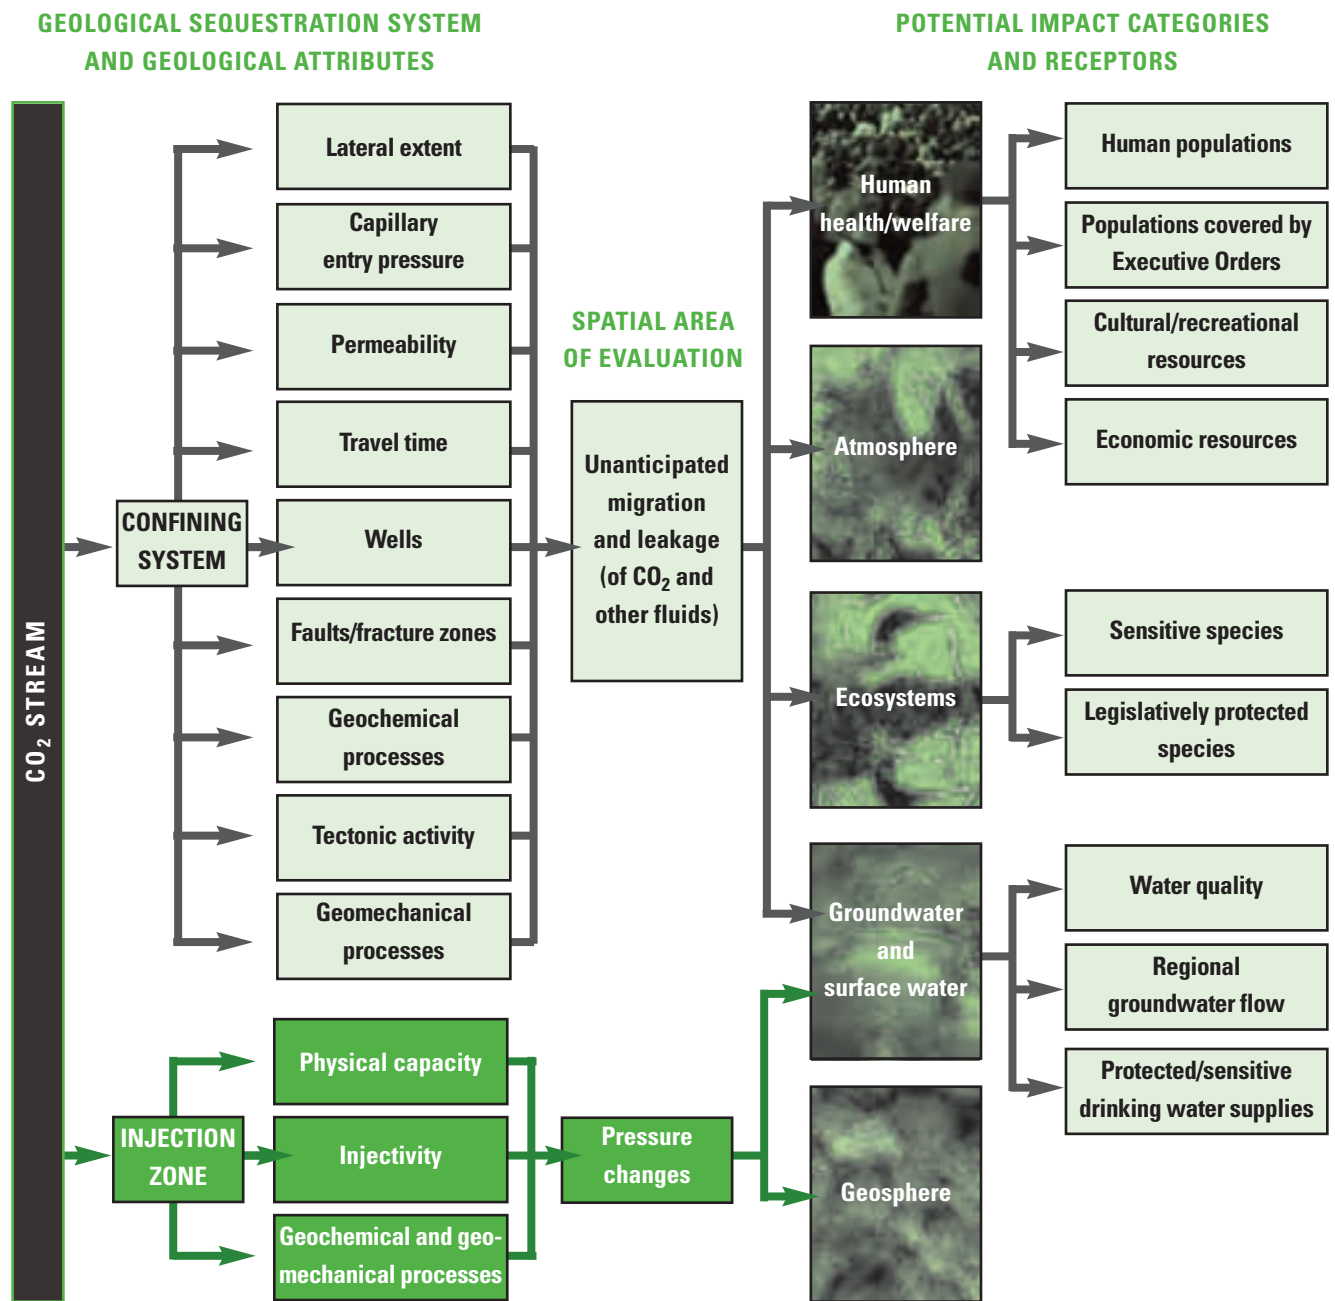 GEOLOGICAL SEQUESTRATION SYSTEM
AND GEOLOGICAL ATTRIBUTES
POTENTIAL IMPACT CATEGORIES
AND RECEPTORS
CO₂ STREAM
CONFINING
SYSTEM
Lateral extent
Capillary
entry pressure
Permeability
Travel time
Wells
Faults/fracture zones
Geochemical
processes
Tectonic activity
Geomechanical
processes
INJECTION
ZONE
Physical capacity
Injectivity
Geochemical and geo-
mechanical processes
SPATIAL AREA
OF EVALUATION
Unanticipated
migration
and leakage
(of CO₂ and
other fluids)
Pressure
changes
Human
health/welfare
Atmosphere
Ecosystems
Groundwater
and
surface water
Geosphere
Human populations
Populations covered by
Executive Orders
Cultural/recreational
resources
Economic resources
Sensitive species
Legislatively protected
species
Water quality
Regional
groundwater flow
Protected/sensitive
drinking water supplies